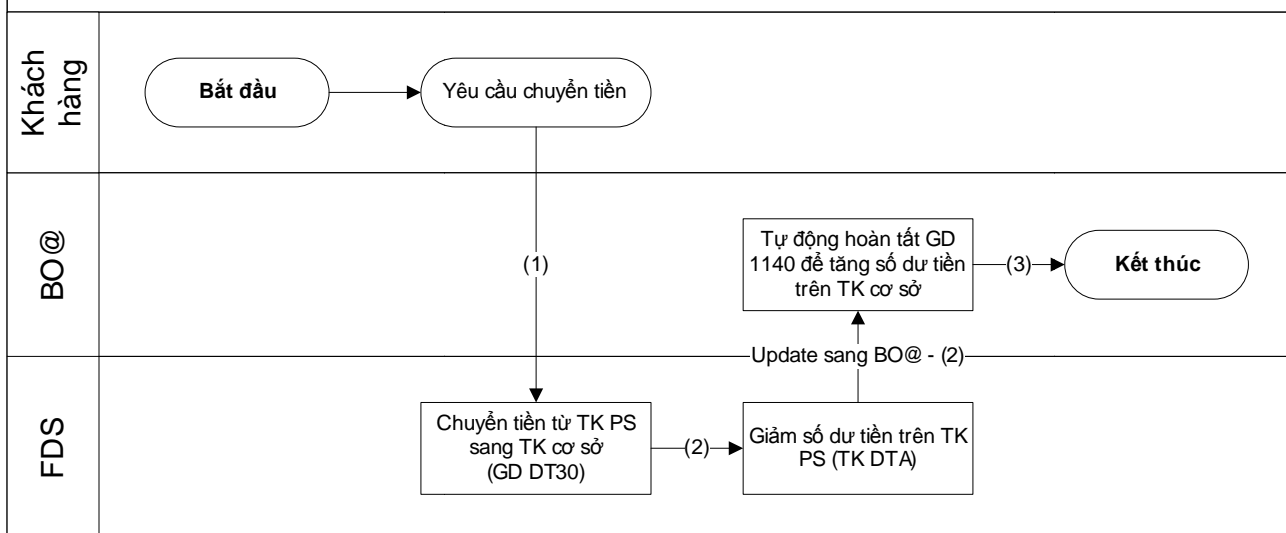 Khách
hàng
Bắt đầu
Yêu cầu chuyển tiền
BO@
(1)
Tự động hoàn tất GD
1140 để tăng số dư tiền
trên TK cơ sở
(3)
Kết thúc
Update sang BO@ - (2)
FDS
Chuyển tiền từ TK PS
sang TK cơ sở
(GD DT30)
(2)
Giảm số dư tiền trên TK
PS (TK DTA)